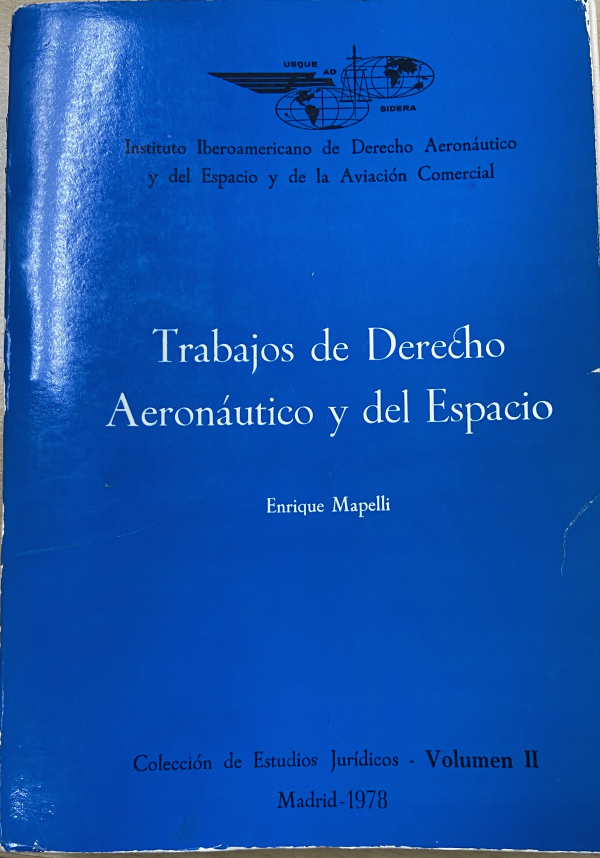 USQUE AD SIDERA
Instituto Iberoamericano de Derecho Aeronáutico
y del Espacio y de la Aviación Comercial
Trabajos de Derecho
Aeronáutico y del Espacio
Enrique Mapelli
Colección de Estudios Jurídicos - Volumen II
Madrid-1978